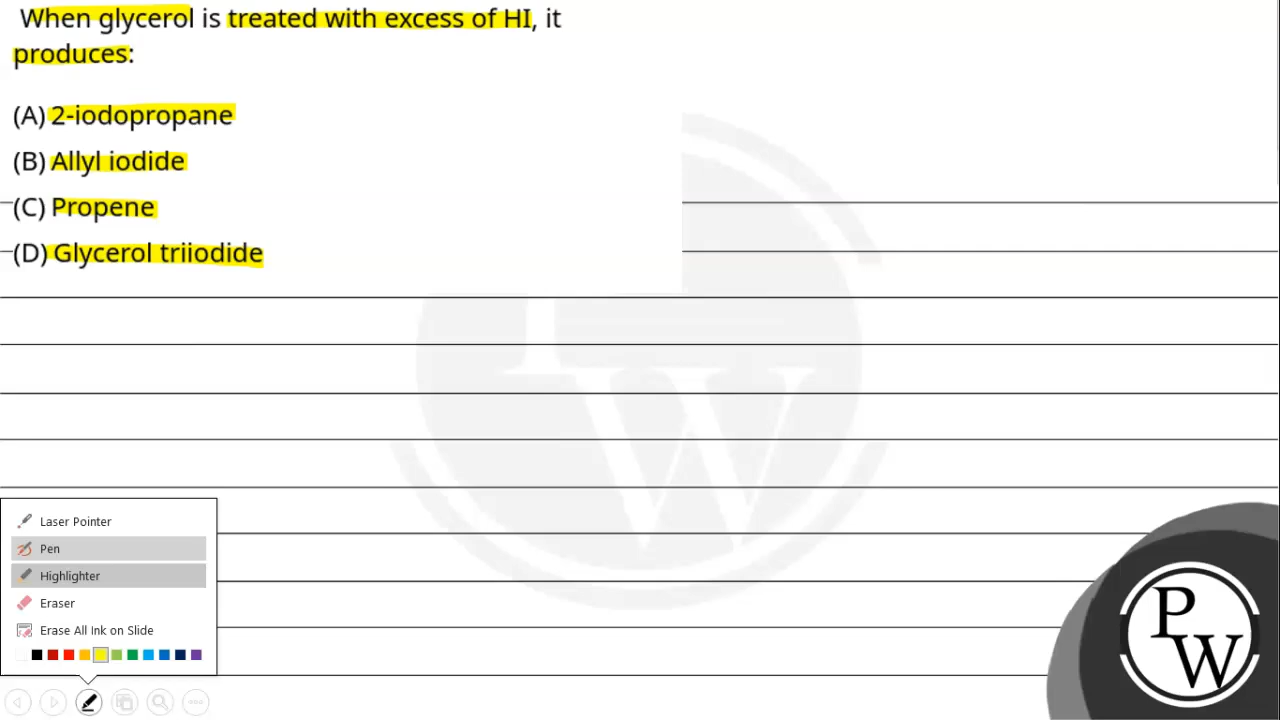 When glycerol is treated with excess of HI, it
produces:
(A) 2-iodopropane
(B) Allyl iodide
(C) Propene
(D) Glycerol triiodide
Laser Pointer
Pen
Highlighter
Eraser
Erase All Ink on Slide
P
W